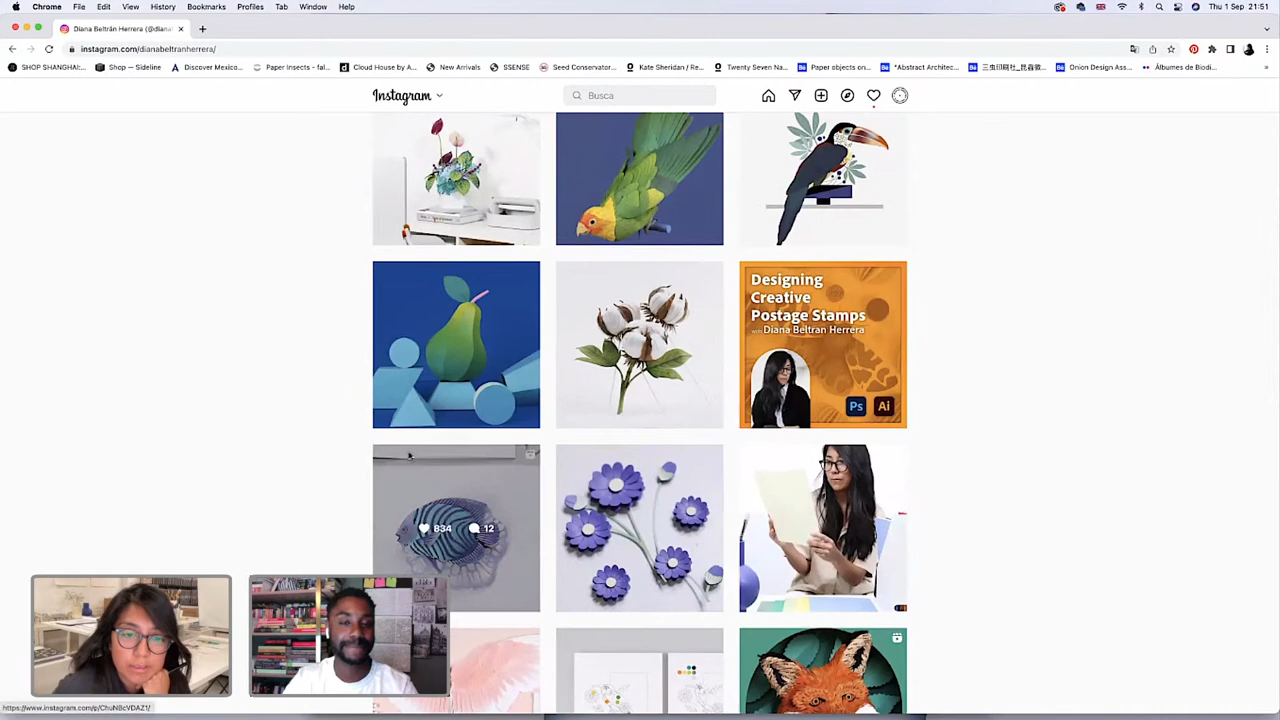 Chrome File Edit View History Bookmarks Profiles Tab Window Help Thu 1 Sep 21:51
Diana Beltrán Herrera (@diana
instagram.com/dianabeltranherrera/
SHOP SHANGHAI: Shop — Sideline Discover Mexico... Paper Insects - fal... Cloud House by A... New Arrivals SSENSE Seed Conservator... Kate Sheridan / Re... Twenty Seven Na... Paper objects on... *Abstract Architec... Onion Design Ass... Álbumes de Biodi...
Instagram Busca
Designing
Creative
Postage Stamps
with Diana Beltran Herrera
Ps Ai
834 12
https://www.instagram.com/p/ChuNBcVDAZ1/